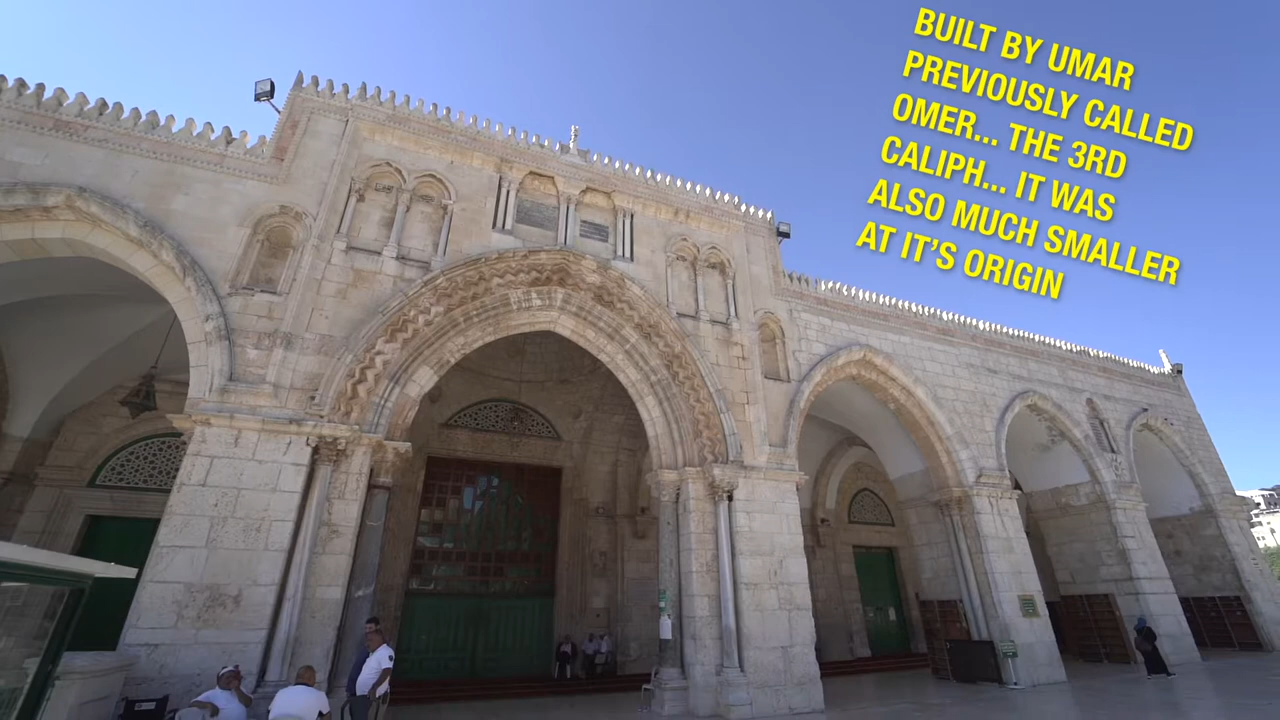 BUILT BY UMAR
PREVIOUSLY CALLED
OMER... THE 3RD
CALIPH... IT WAS
ALSO MUCH SMALLER
AT IT'S ORIGIN